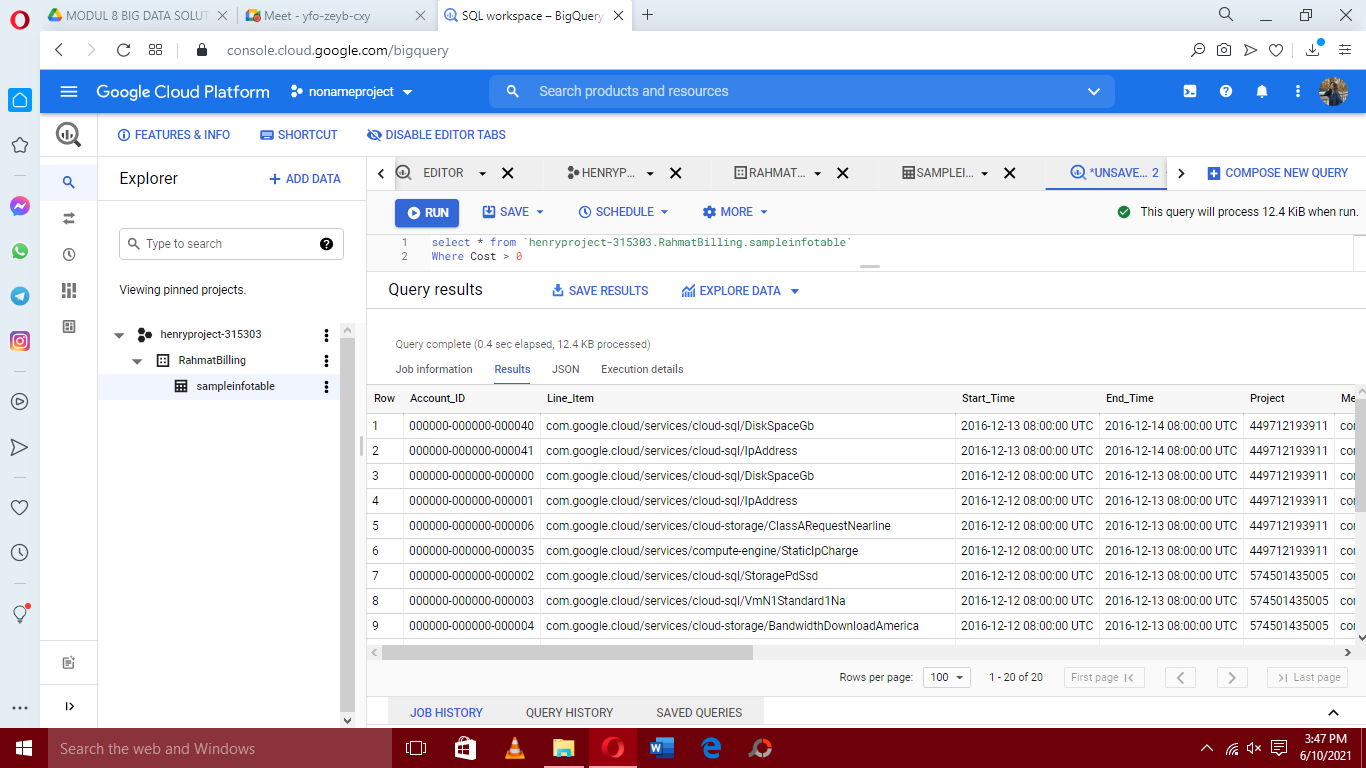 MODUL 8 BIG DATA SOLUT
Meet - yfo-zeyb-cxy
SQL workspace – BigQuery
console.cloud.google.com/bigquery
Google Cloud Platform
nonameproject
Search products and resources
FEATURES & INFO
SHORTCUT
DISABLE EDITOR TABS
Explorer
+ ADD DATA
EDITOR
HENRYP...
RAHMAT...
SAMPLEI...
*UNSAVE... 2
COMPOSE NEW QUERY
RUN
SAVE
SCHEDULE
MORE
This query will process 12.4 KiB when run.
Type to search
Viewing pinned projects.
henryproject-315303
RahmatBilling
sampleinfotable
1 select * from `henryproject-315303.RahmatBilling.sampleinfotable`
2 Where Cost > 0
Query results
SAVE RESULTS
EXPLORE DATA
Query complete (0.4 sec elapsed, 12.4 KB processed)
Job information
Results
JSON
Execution details
Row Account_ID Line_Item Start_Time End_Time Project Me
1 000000-000000-000040 com.google.cloud/services/cloud-sql/DiskSpaceGb 2016-12-13 08:00:00 UTC 2016-12-14 08:00:00 UTC 449712193911 co
2 000000-000000-000041 com.google.cloud/services/cloud-sql/IpAddress 2016-12-13 08:00:00 UTC 2016-12-14 08:00:00 UTC 449712193911 co
3 000000-000000-000000 com.google.cloud/services/cloud-sql/DiskSpaceGb 2016-12-12 08:00:00 UTC 2016-12-13 08:00:00 UTC 449712193911 co
4 000000-000000-000001 com.google.cloud/services/cloud-sql/IpAddress 2016-12-12 08:00:00 UTC 2016-12-13 08:00:00 UTC 449712193911 co
5 000000-000000-000006 com.google.cloud/services/cloud-storage/ClassARequestNearline 2016-12-12 08:00:00 UTC 2016-12-13 08:00:00 UTC 449712193911 co
6 000000-000000-000035 com.google.cloud/services/compute-engine/StaticIpCharge 2016-12-12 08:00:00 UTC 2016-12-13 08:00:00 UTC 449712193911 co
7 000000-000000-000002 com.google.cloud/services/cloud-sql/StoragePdSsd 2016-12-12 08:00:00 UTC 2016-12-13 08:00:00 UTC 574501435005 co
8 000000-000000-000003 com.google.cloud/services/cloud-sql/VmN1Standard1Na 2016-12-12 08:00:00 UTC 2016-12-13 08:00:00 UTC 574501435005 co
9 000000-000000-000004 com.google.cloud/services/cloud-storage/BandwidthDownloadAmerica 2016-12-12 08:00:00 UTC 2016-12-13 08:00:00 UTC 574501435005 co
Rows per page: 100 1 - 20 of 20 First page Last page
JOB HISTORY
QUERY HISTORY
SAVED QUERIES
Search the web and Windows
3:47 PM
6/10/2021